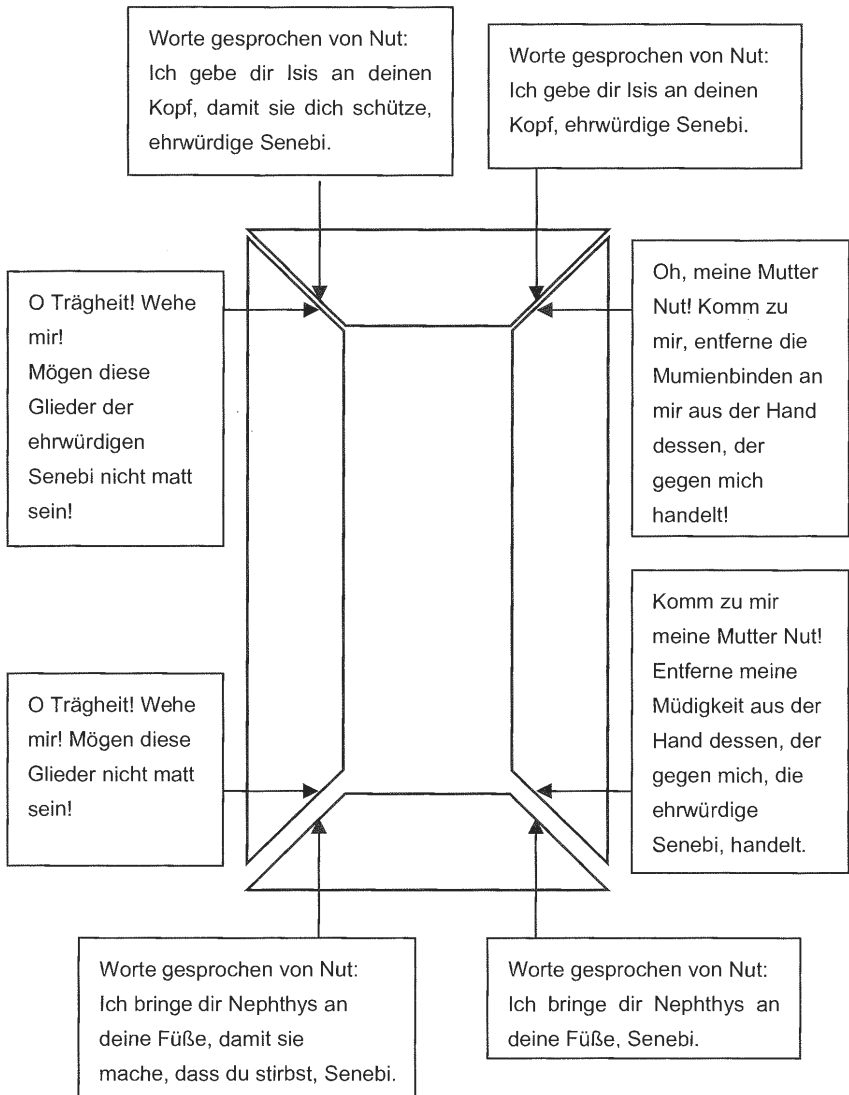 Worte gesprochen von Nut:
Ich gebe dir Isis an deinen
Kopf, damit sie dich schütze,
ehrwürdige Senebi.
Worte gesprochen von Nut:
Ich gebe dir Isis an deinen
Kopf, ehrwürdige Senebi.
O Trägheit! Wehe
mir!
Mögen diese
Glieder der
ehrwürdigen
Senebi nicht matt
sein!
Oh, meine Mutter
Nut! Komm zu
mir, entferne die
Mumienbinden an
mir aus der Hand
dessen, der
gegen mich
handelt!
O Trägheit! Wehe
mir! Mögen diese
Glieder nicht matt
sein!
Komm zu mir
meine Mutter Nut!
Entferne meine
Müdigkeit aus der
Hand dessen, der
gegen mich, die
ehrwürdige
Senebi, handelt.
Worte gesprochen von Nut:
Ich bringe dir Nephthys an
deine Füße, damit sie
mache, dass du stirbst, Senebi.
Worte gesprochen von Nut:
Ich bringe dir Nephthys an
deine Füße, Senebi.